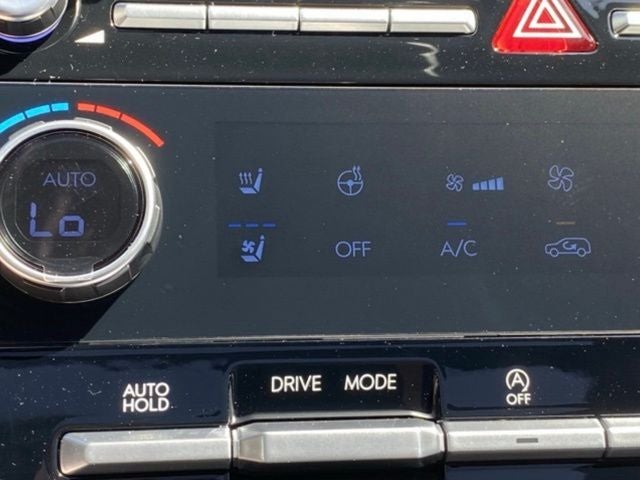 AUTO
Lo
OFF
A/C
AUTO
HOLD
DRIVE MODE
A
OFF